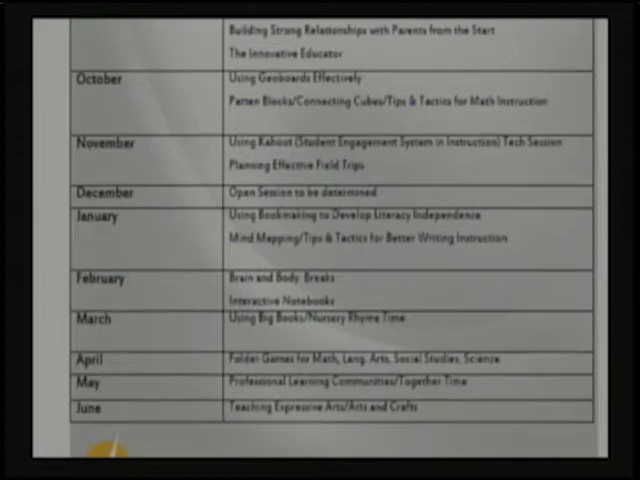 Building Strong Relationships with Parents from the Start
The Innovative Educator
October
Using Geoboards Effectively
Patten Blocks/Connecting Cubes/Tips & Tactics for Math Instruction
November
Using Kahoot (Student Engagement System in Instruction) Tech Session
Planning Effective Field Trips
December
Open Session to be determined
January
Using Bookmaking to Develop Literacy Independence
Mind Mapping/Tips & Tactics for Better Writing Instruction
February
Brain and Body Breaks
Interactive Notebooks
March
Using Big Books/Nursery Rhyme Time
April
Folder Games for Math, Lang. Arts, Social Studies, Science
May
Professional Learning Communities/Together Time
June
Teaching Expressive Arts/Arts and Crafts